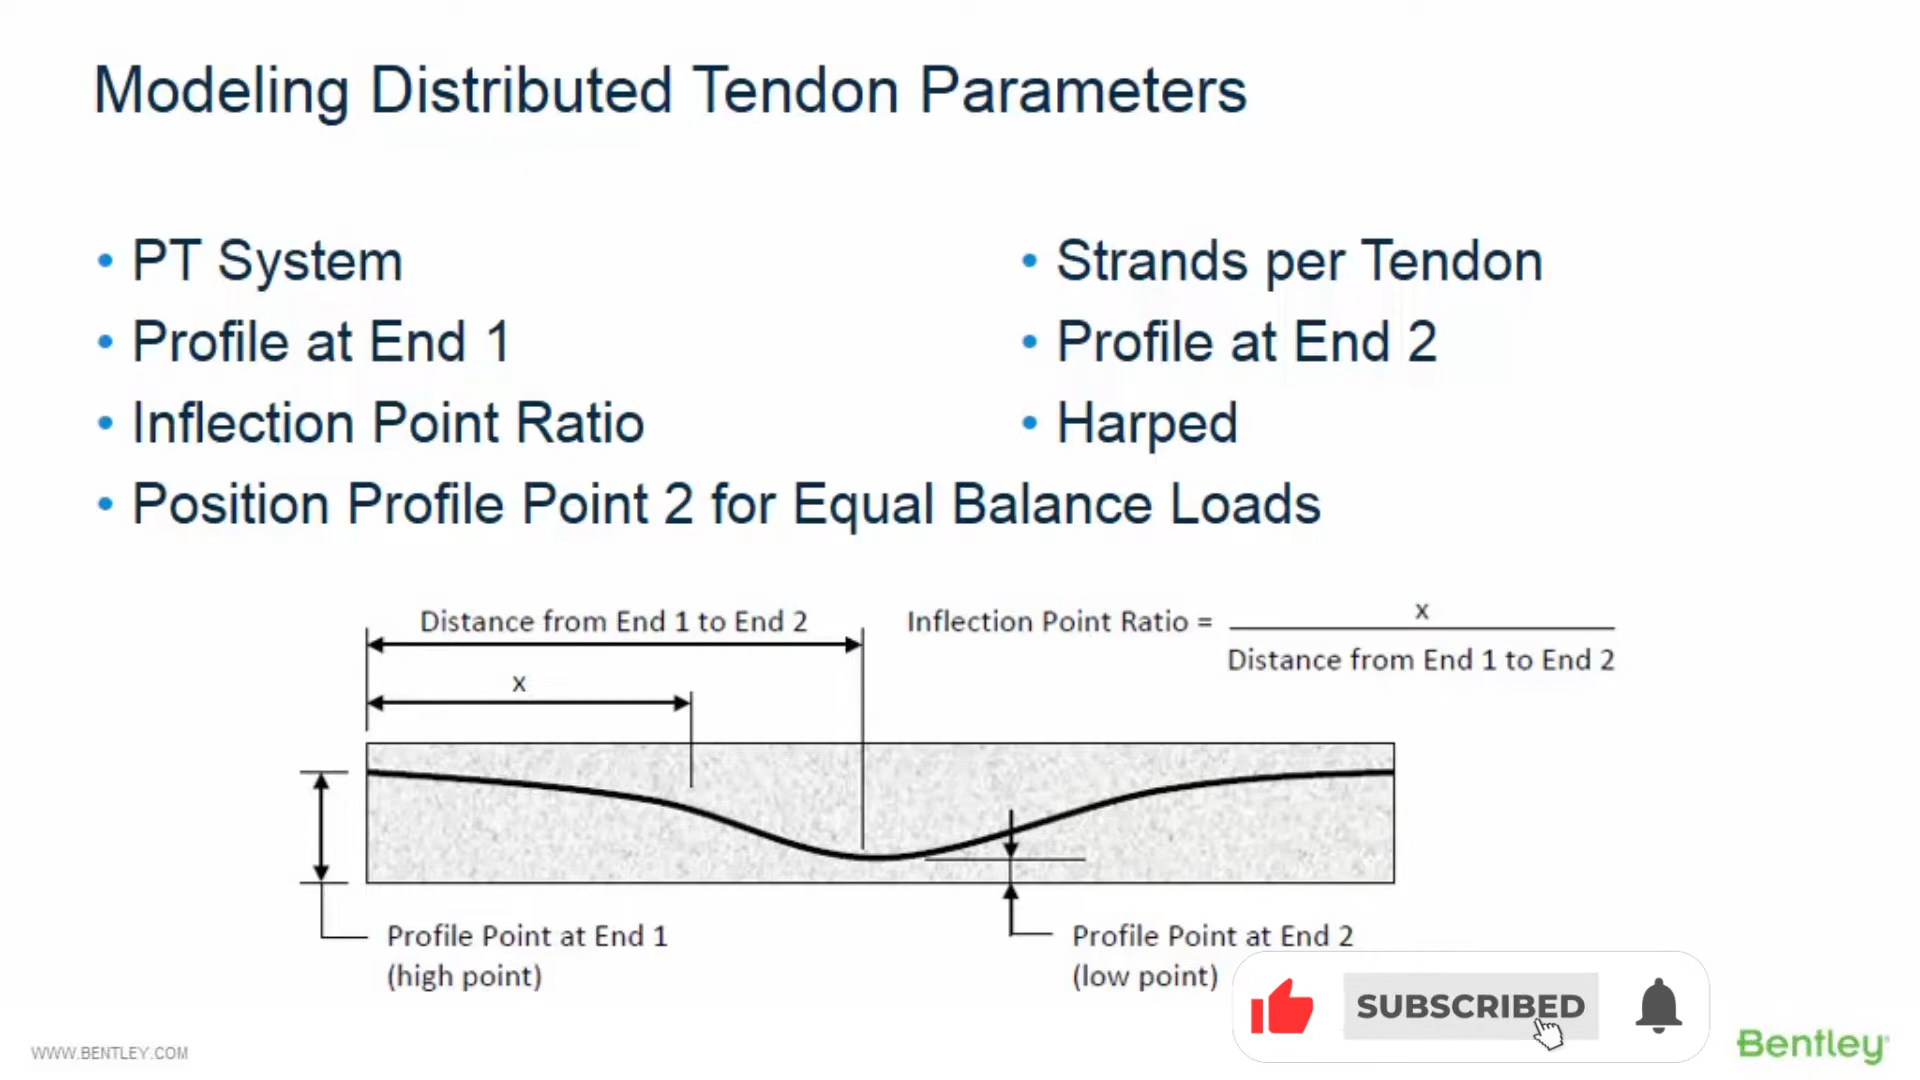 Modeling Distributed Tendon Parameters
• PT System
• Strands per Tendon
• Profile at End 1
• Profile at End 2
• Inflection Point Ratio
• Harped
• Position Profile Point 2 for Equal Balance Loads
Distance from End 1 to End 2
Inflection Point Ratio =
x
Distance from End 1 to End 2
x
Profile Point at End 1
(high point)
Profile Point at End 2
(low point)
SUBSCRIBED
WWW.BENTLEY.COM
Bentley